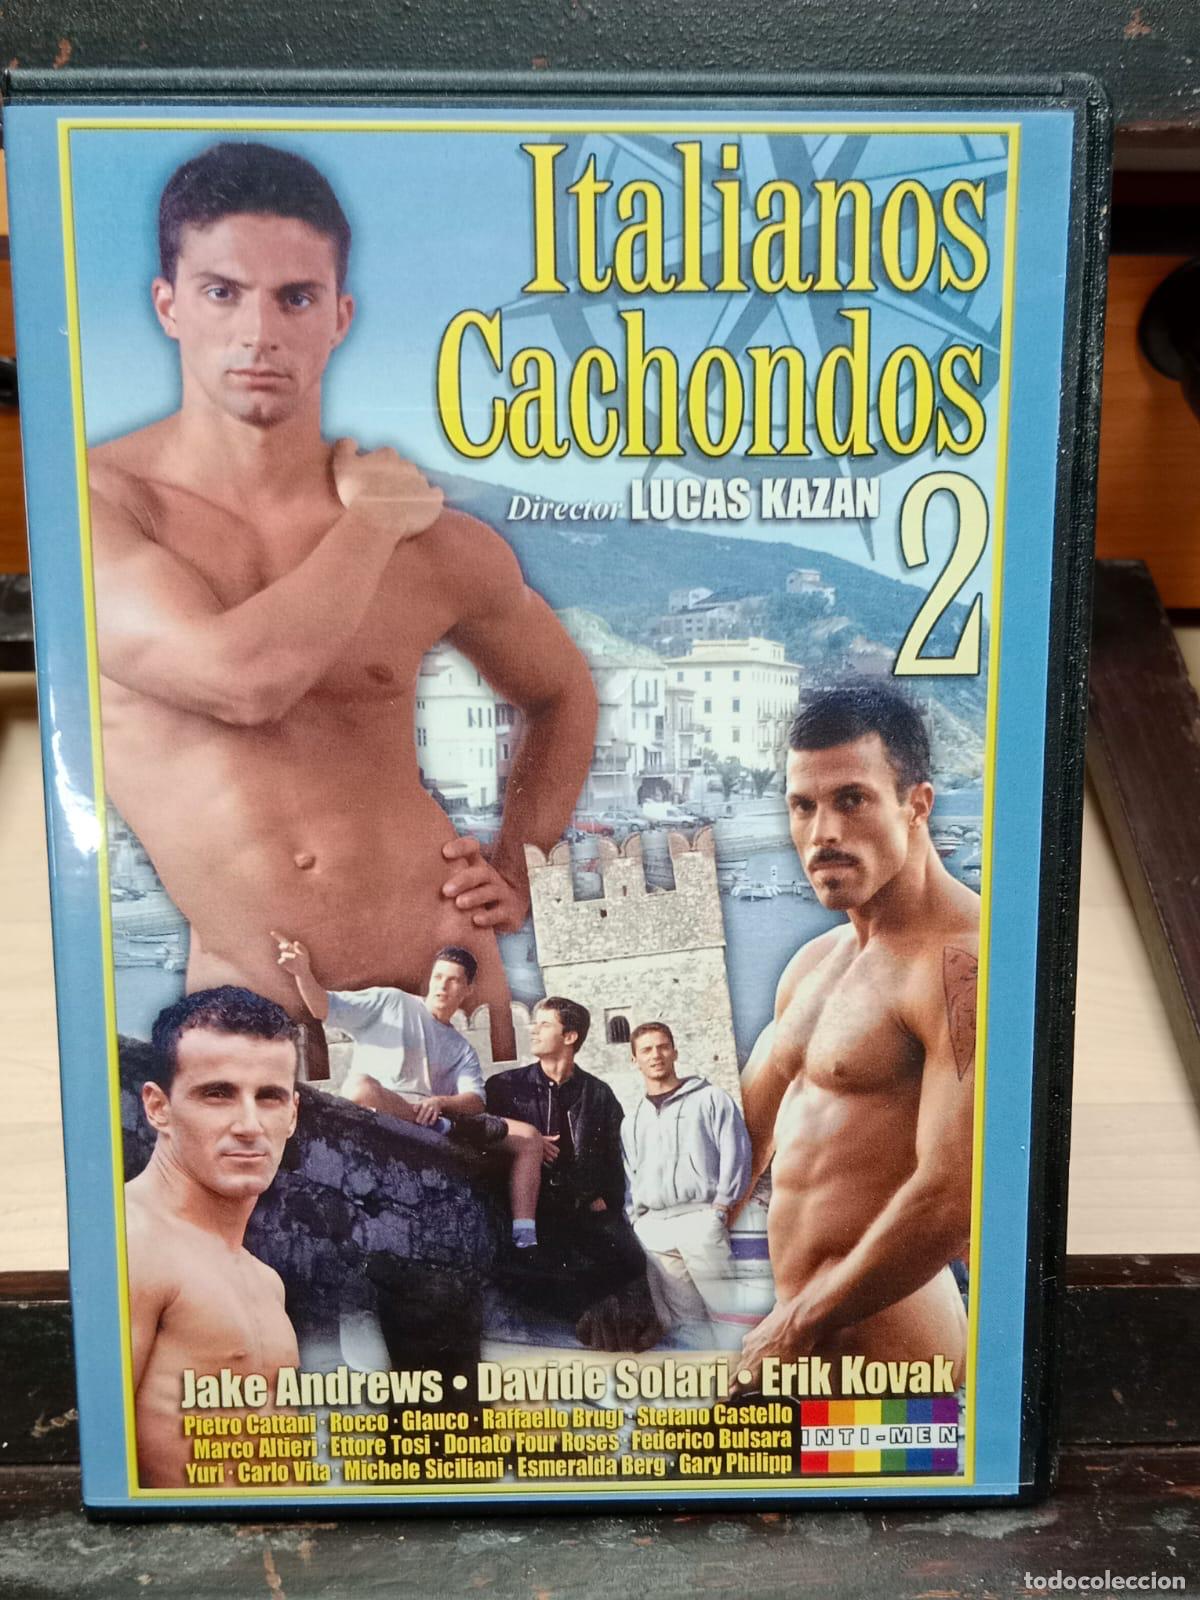 Italianos
Cachondos
2
Director LUCAS KAZAN
Jake Andrews • Davide Solari • Erik Kovak
Pietro Cattani · Rocco · Glauco · Raffaello Brugi · Stefano Castello
Marco Altieri · Ettore Tosi · Donato Four Roses · Federico Bulsara
Yuri · Carlo Vita · Michele Siciliani · Esmeralda Berg · Gary Philipp
INTI-MEN
todocoleccion